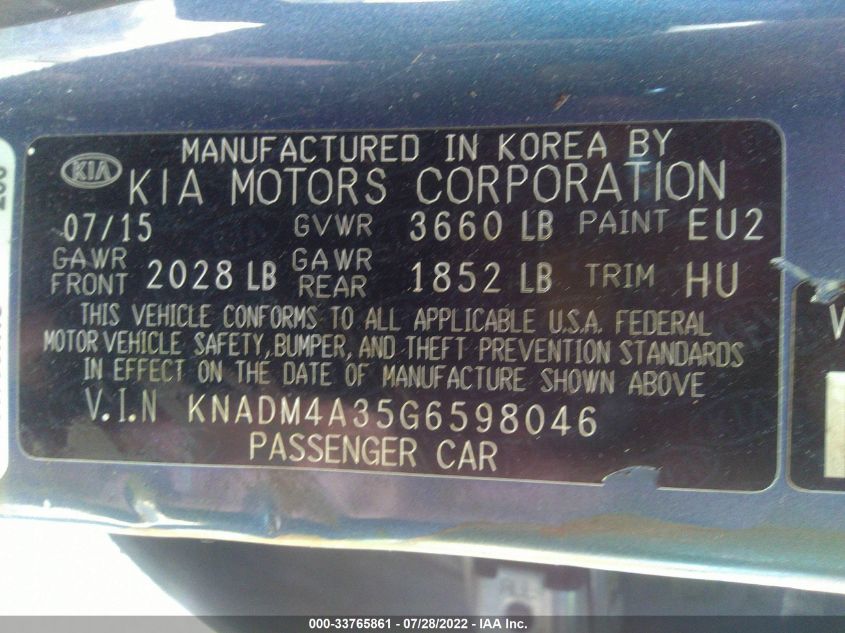 MANUFACTURED IN KOREA BY
KIA KIA MOTORS CORPORATION
07/15 GVWR 3660 LB PAINT EU2
GAWR FRONT 2028 LB GAWR REAR 1852 LB TRIM HU
THIS VEHICLE CONFORMS TO ALL APPLICABLE U.S.A. FEDERAL
MOTOR VEHICLE SAFETY, BUMPER, AND THEFT PREVENTION STANDARDS
IN EFFECT ON THE DATE OF MANUFACTURE SHOWN ABOVE
V.I.N KNADM4A35G6598046
PASSENGER CAR
000-33765861 - 07/28/2022 - IAA Inc.